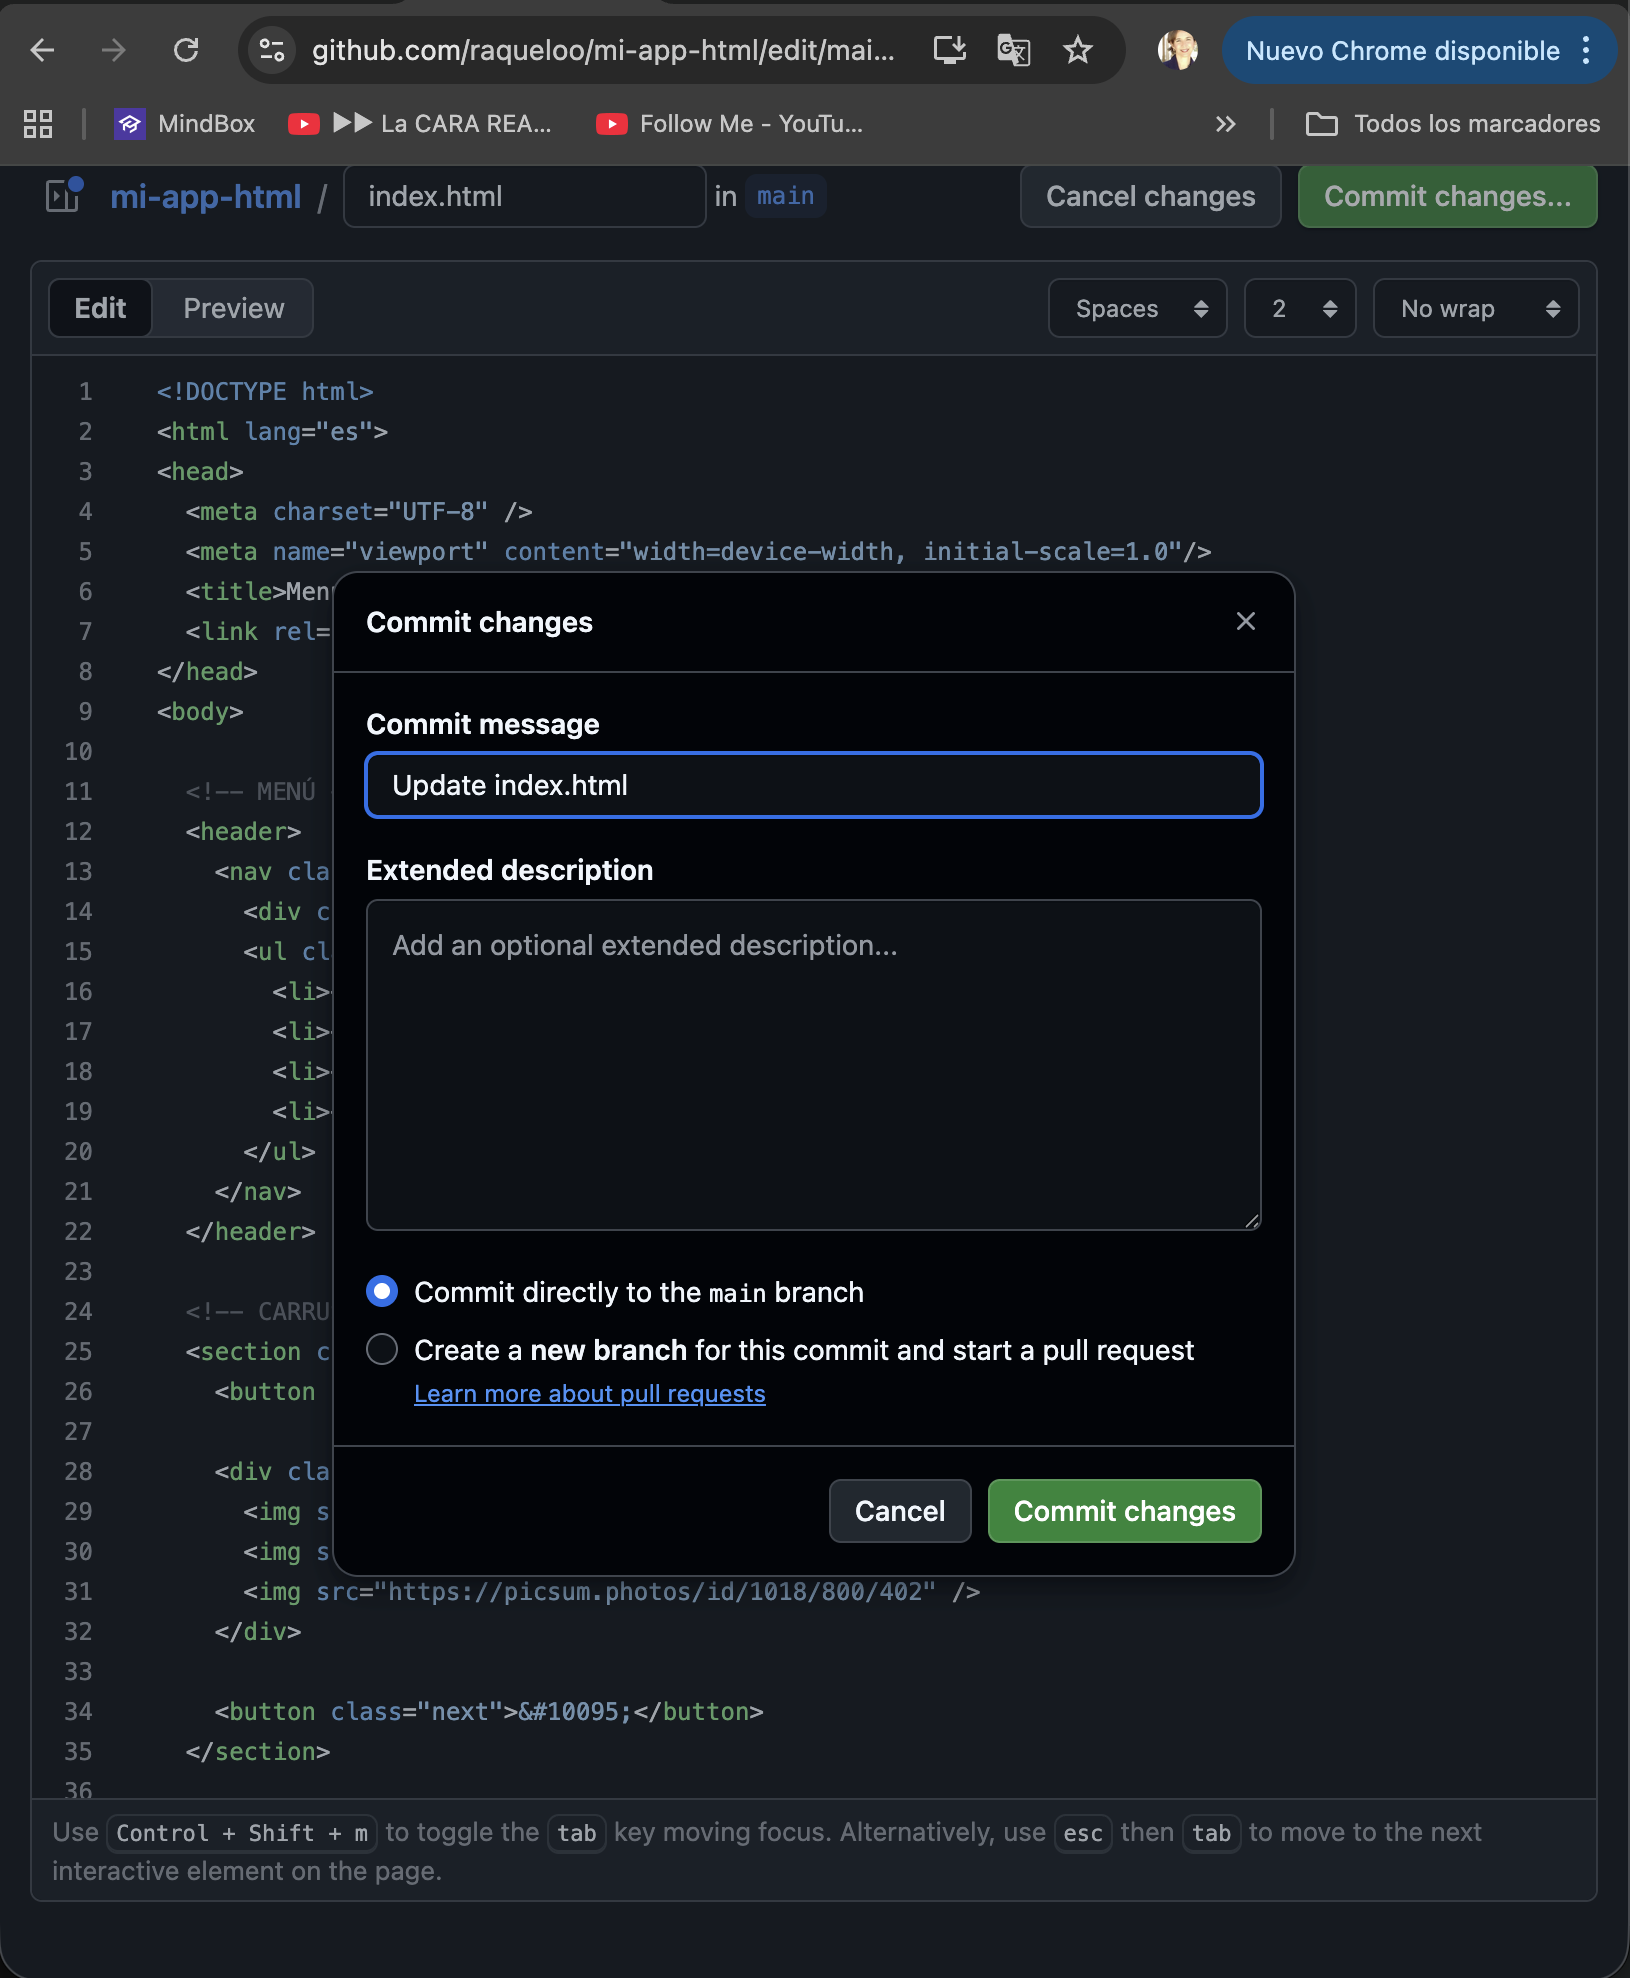 github.com/raqueloo/mi-app-html/edit/mai...
Nuevo Chrome disponible
MindBox
▶▶ La CARA REA...
Follow Me - YouTu...
Todos los marcadores
mi-app-html / index.html in main
Cancel changes
Commit changes...
Edit
Preview
Spaces
2
No wrap
1 <!DOCTYPE html>
2 <html lang="es">
3 <head>
4 <meta charset="UTF-8" />
5 <meta name="viewport" content="width=device-width, initial-scale=1.0"/>
6 <title>Men
7 <link rel=
8 </head>
9 <body>
10
11 <!-- MENÚ
12 <header>
13 <nav cla
14 <div c
15 <ul cl
16 <li>
17 <li>
18 <li>
19 <li>
20 </ul>
21 </nav>
22 </header>
23
24 <!-- CARRU
25 <section c
26 <button
27
28 <div cla
29 <img s
30 <img s
31 <img src="https://picsum.photos/id/1018/800/402" />
32 </div>
33
34 <button class="next">&#10095;</button>
35 </section>
36
Commit changes
Commit message
Update index.html
Extended description
Add an optional extended description...
Commit directly to the main branch
Create a new branch for this commit and start a pull request
Learn more about pull requests
Cancel
Commit changes
Use Control + Shift + m to toggle the tab key moving focus. Alternatively, use esc then tab to move to the next
interactive element on the page.